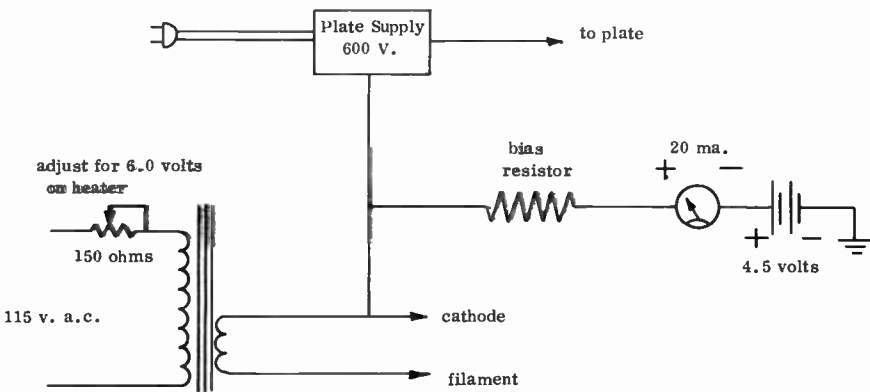 Plate Supply
600 V.
to plate
bias
resistor
20 ma.
+
−
adjust for 6.0 volts
on heater
150 ohms
+
−
4.5 volts
115 v. a.c.
cathode
filament